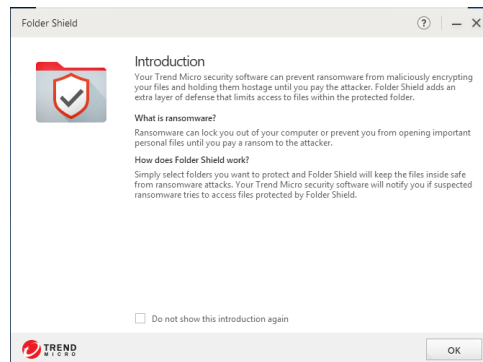 Folder Shield
?
Introduction
Your Trend Micro security software can prevent ransomware from maliciously encrypting
your files and holding them hostage until you pay the attacker. Folder Shield adds an
extra layer of defense that limits access to files within the protected folder.
What is ransomware?
Ransomware can lock you out of your computer or prevent you from opening important
personal files until you pay a ransom to the attacker.
How does Folder Shield work?
Simply select folders you want to protect and Folder Shield will keep the files inside safe
from ransomware attacks. Your Trend Micro security software will notify you if suspected
ransomware tries to access files protected by Folder Shield.
Do not show this introduction again
TREND
MICRO
OK